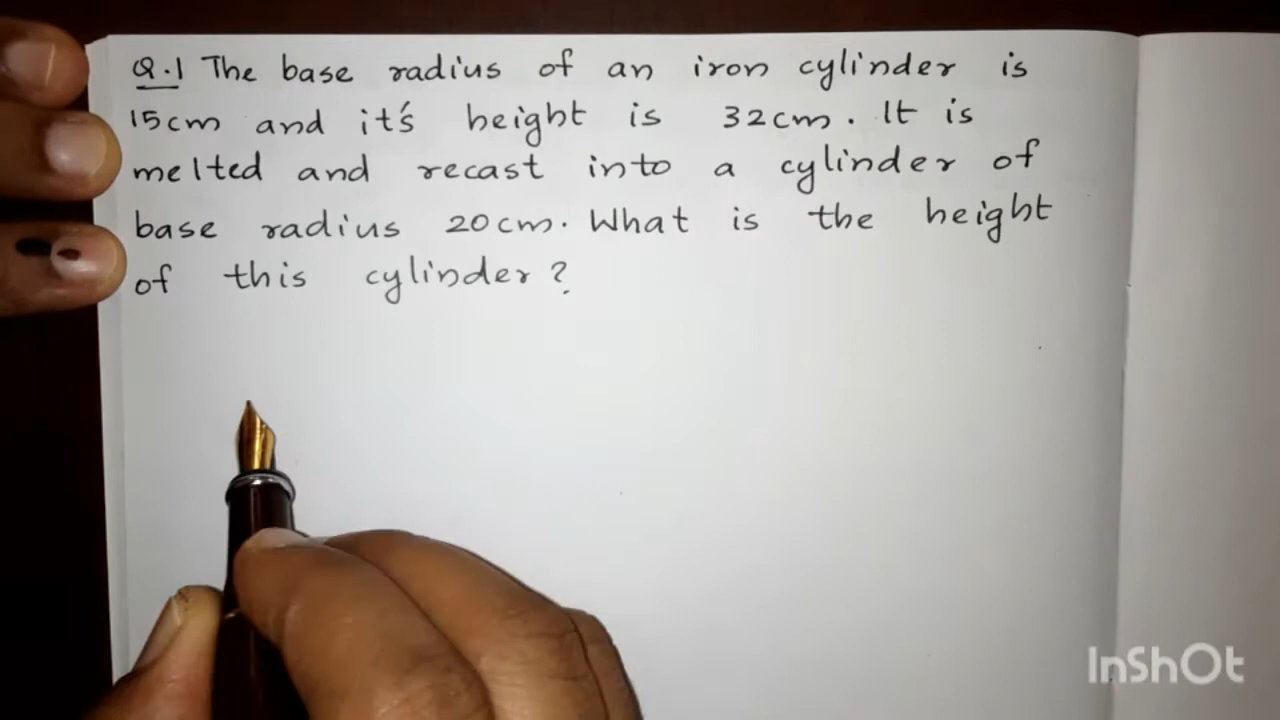 Q.1 The base radius of an iron cylinder is
15cm and it's height is 32cm. It is
melted and recast into a cylinder of
base radius 20cm. What is the height
of this cylinder?
InShOt